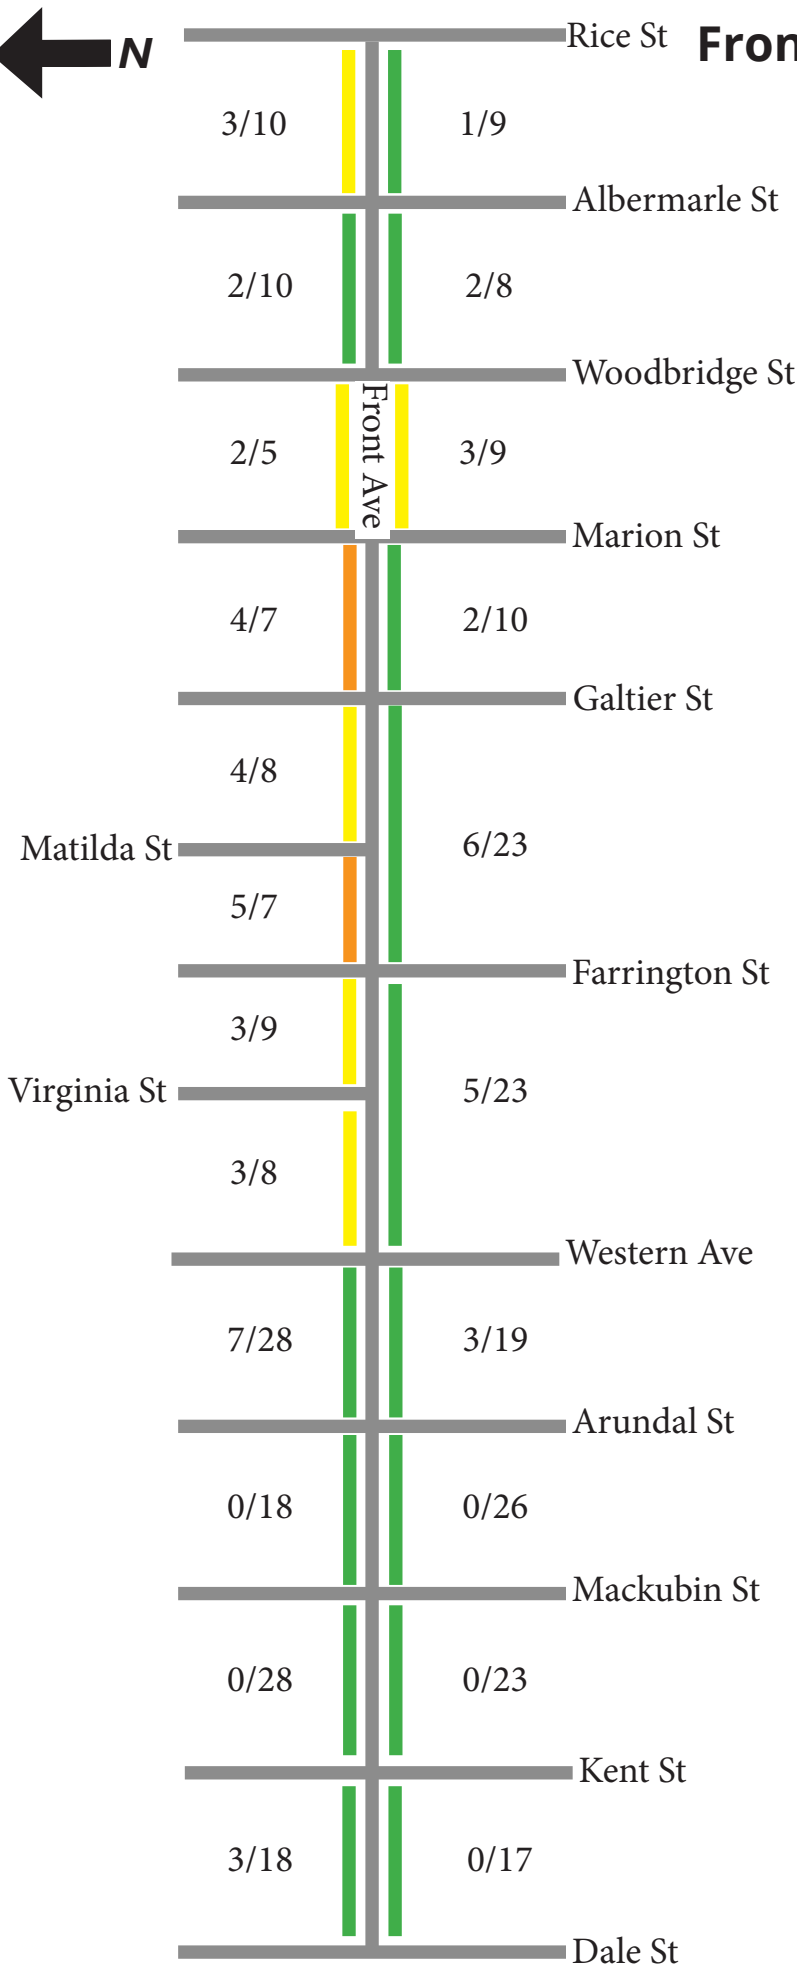 N
Rice St
Fron
3/10
1/9
Albermarle St
2/10
2/8
Woodbridge St
Front Ave
2/5
3/9
Marion St
4/7
2/10
Galtier St
4/8
Matilda St
6/23
5/7
Farrington St
3/9
Virginia St
5/23
3/8
Western Ave
7/28
3/19
Arundal St
0/18
0/26
Mackubin St
0/28
0/23
Kent St
3/18
0/17
Dale St